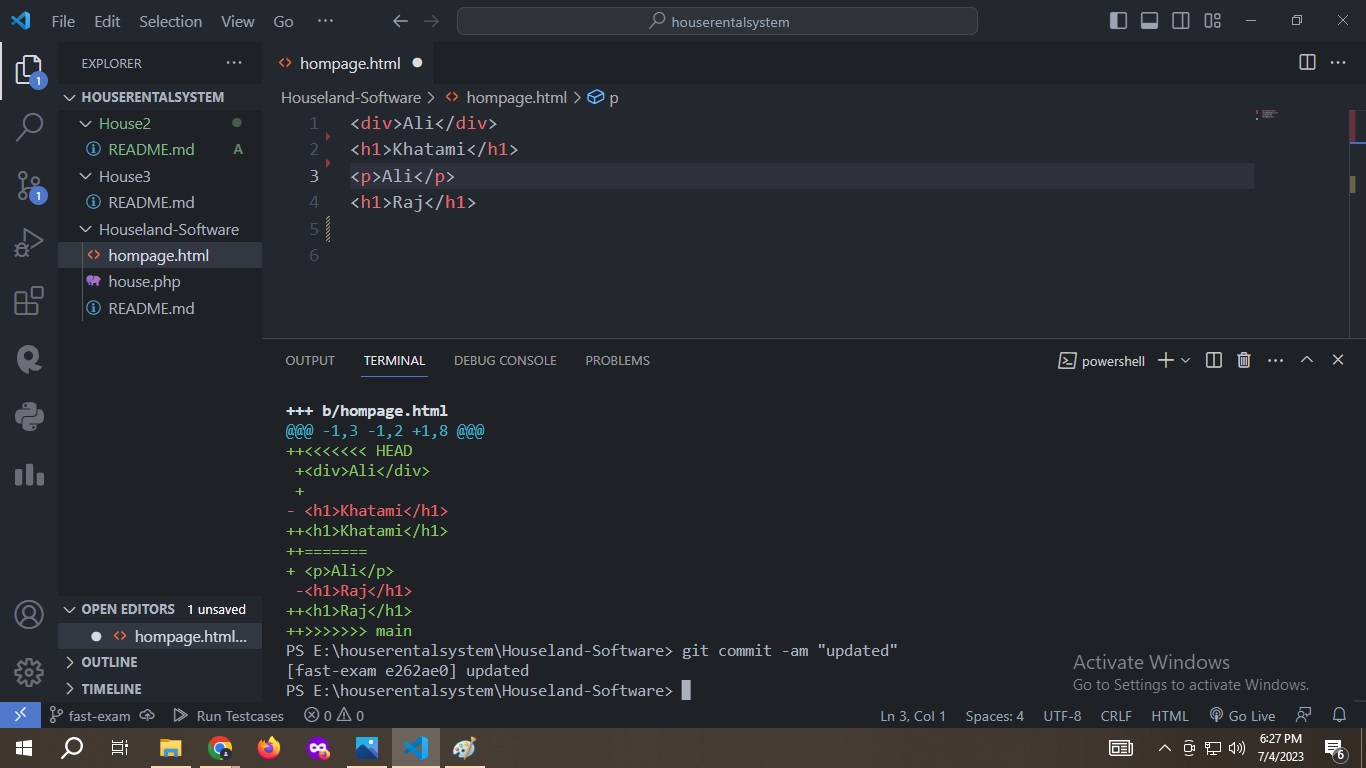 File Edit Selection View Go ··· houserentalsystem
EXPLORER ···
hompage.html
HOUSERENTALSYSTEM
House2
README.md A
House3
README.md
Houseland-Software
hompage.html
house.php
README.md
OPEN EDITORS 1 unsaved
hompage.html...
OUTLINE
TIMELINE
1
1
Houseland-Software > hompage.html > p
1 <div>Ali</div>
2 <h1>Khatami</h1>
3 <p>Ali</p>
4 <h1>Raj</h1>
5
6
OUTPUT TERMINAL DEBUG CONSOLE PROBLEMS powershell
+++ b/hompage.html
@@@ -1,3 -1,2 +1,8 @@@
++<<<<<<< HEAD
 +<div>Ali</div>
 +
- <h1>Khatami</h1>
++<h1>Khatami</h1>
++=======
+ <p>Ali</p>
 -<h1>Raj</h1>
++<h1>Raj</h1>
++>>>>>>> main
PS E:\houserentalsystem\Houseland-Software> git commit -am "updated"
[fast-exam e262ae0] updated
PS E:\houserentalsystem\Houseland-Software>
Activate Windows
Go to Settings to activate Windows.
fast-exam Run Testcases 0 0 Ln 3, Col 1 Spaces: 4 UTF-8 CRLF HTML Go Live
6:27 PM
7/4/2023
6